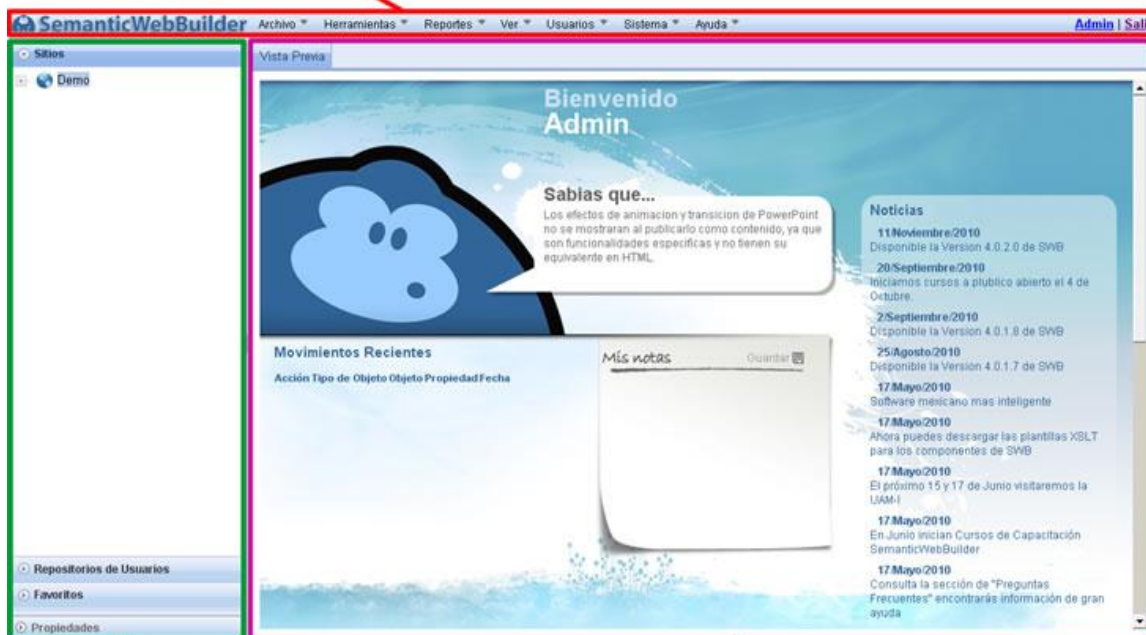 SemanticWebBuilder Archivo Herramientas Reportes Ver Usuarios Sistema Ayuda Admin | Sali
Sitios
Demo
Repositorios de Usuarios
Favoritos
Propiedades
Vista Previa
Bienvenido
Admin
Sabias que...
Los efectos de animacion y transicion de PowerPoint
no se mostraran al publicarlo como contenido, ya que
son funcionalidades especificas y no tienen su
equivalente en HTML.
Movimientos Recientes
Acción Tipo de Objeto Objeto Propiedad Fecha
Mis notas
Guardar
Noticias
11/Noviembre/2010
Disponible la Version 4.0.2.0 de SWB
20/Septiembre/2010
Iniciamos cursos a plublico abierto el 4 de
Octubre.
2/Septiembre/2010
Disponible la Version 4.0.1.8 de SWB
25/Agosto/2010
Disponible la Version 4.0.1.7 de SWB
17/Mayo/2010
Software mexicano mas inteligente
17/Mayo/2010
Ahora puedes descargar las plantillas XSLT
para los componentes de SWB
17/Mayo/2010
El próximo 15 y 17 de Junio visitaremos la
UAM-I
17/Mayo/2010
En Junio inician Cursos de Capacitación
SemanticWebBuilder
17/Mayo/2010
Consulta la sección de "Preguntas
Frecuentes" encontrarás información de gran
ayuda